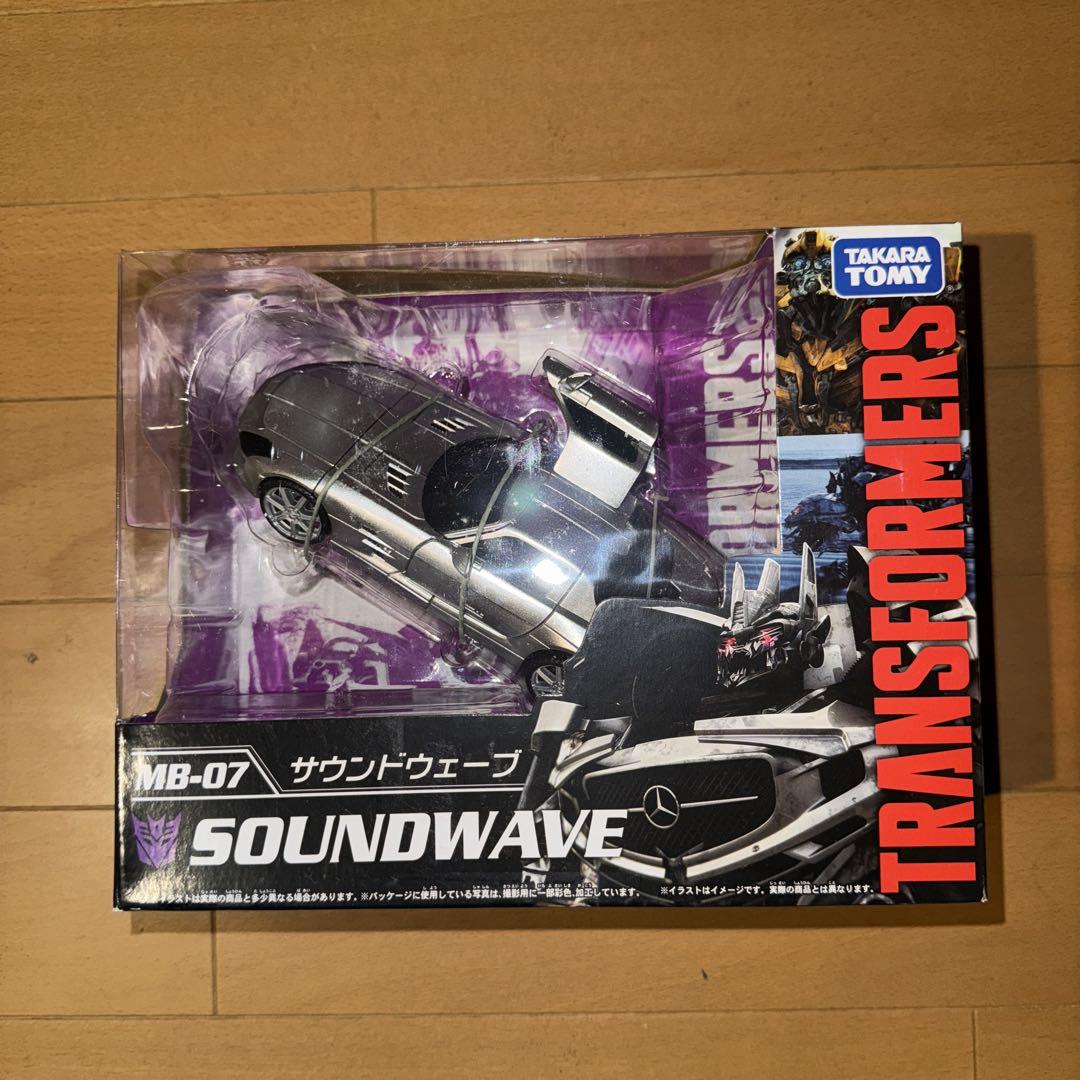 TAKARA
TOMY
TRANSFORMERS
ORMERS
MB-07
サウンドウェーブ
SOUNDWAVE
イラストは実際の商品と多少異なる場合があります。※パッケージに使用している写真は、撮影用に一部彩色、加工しています。
※イラストはイメージです。実際の商品とは異なります。